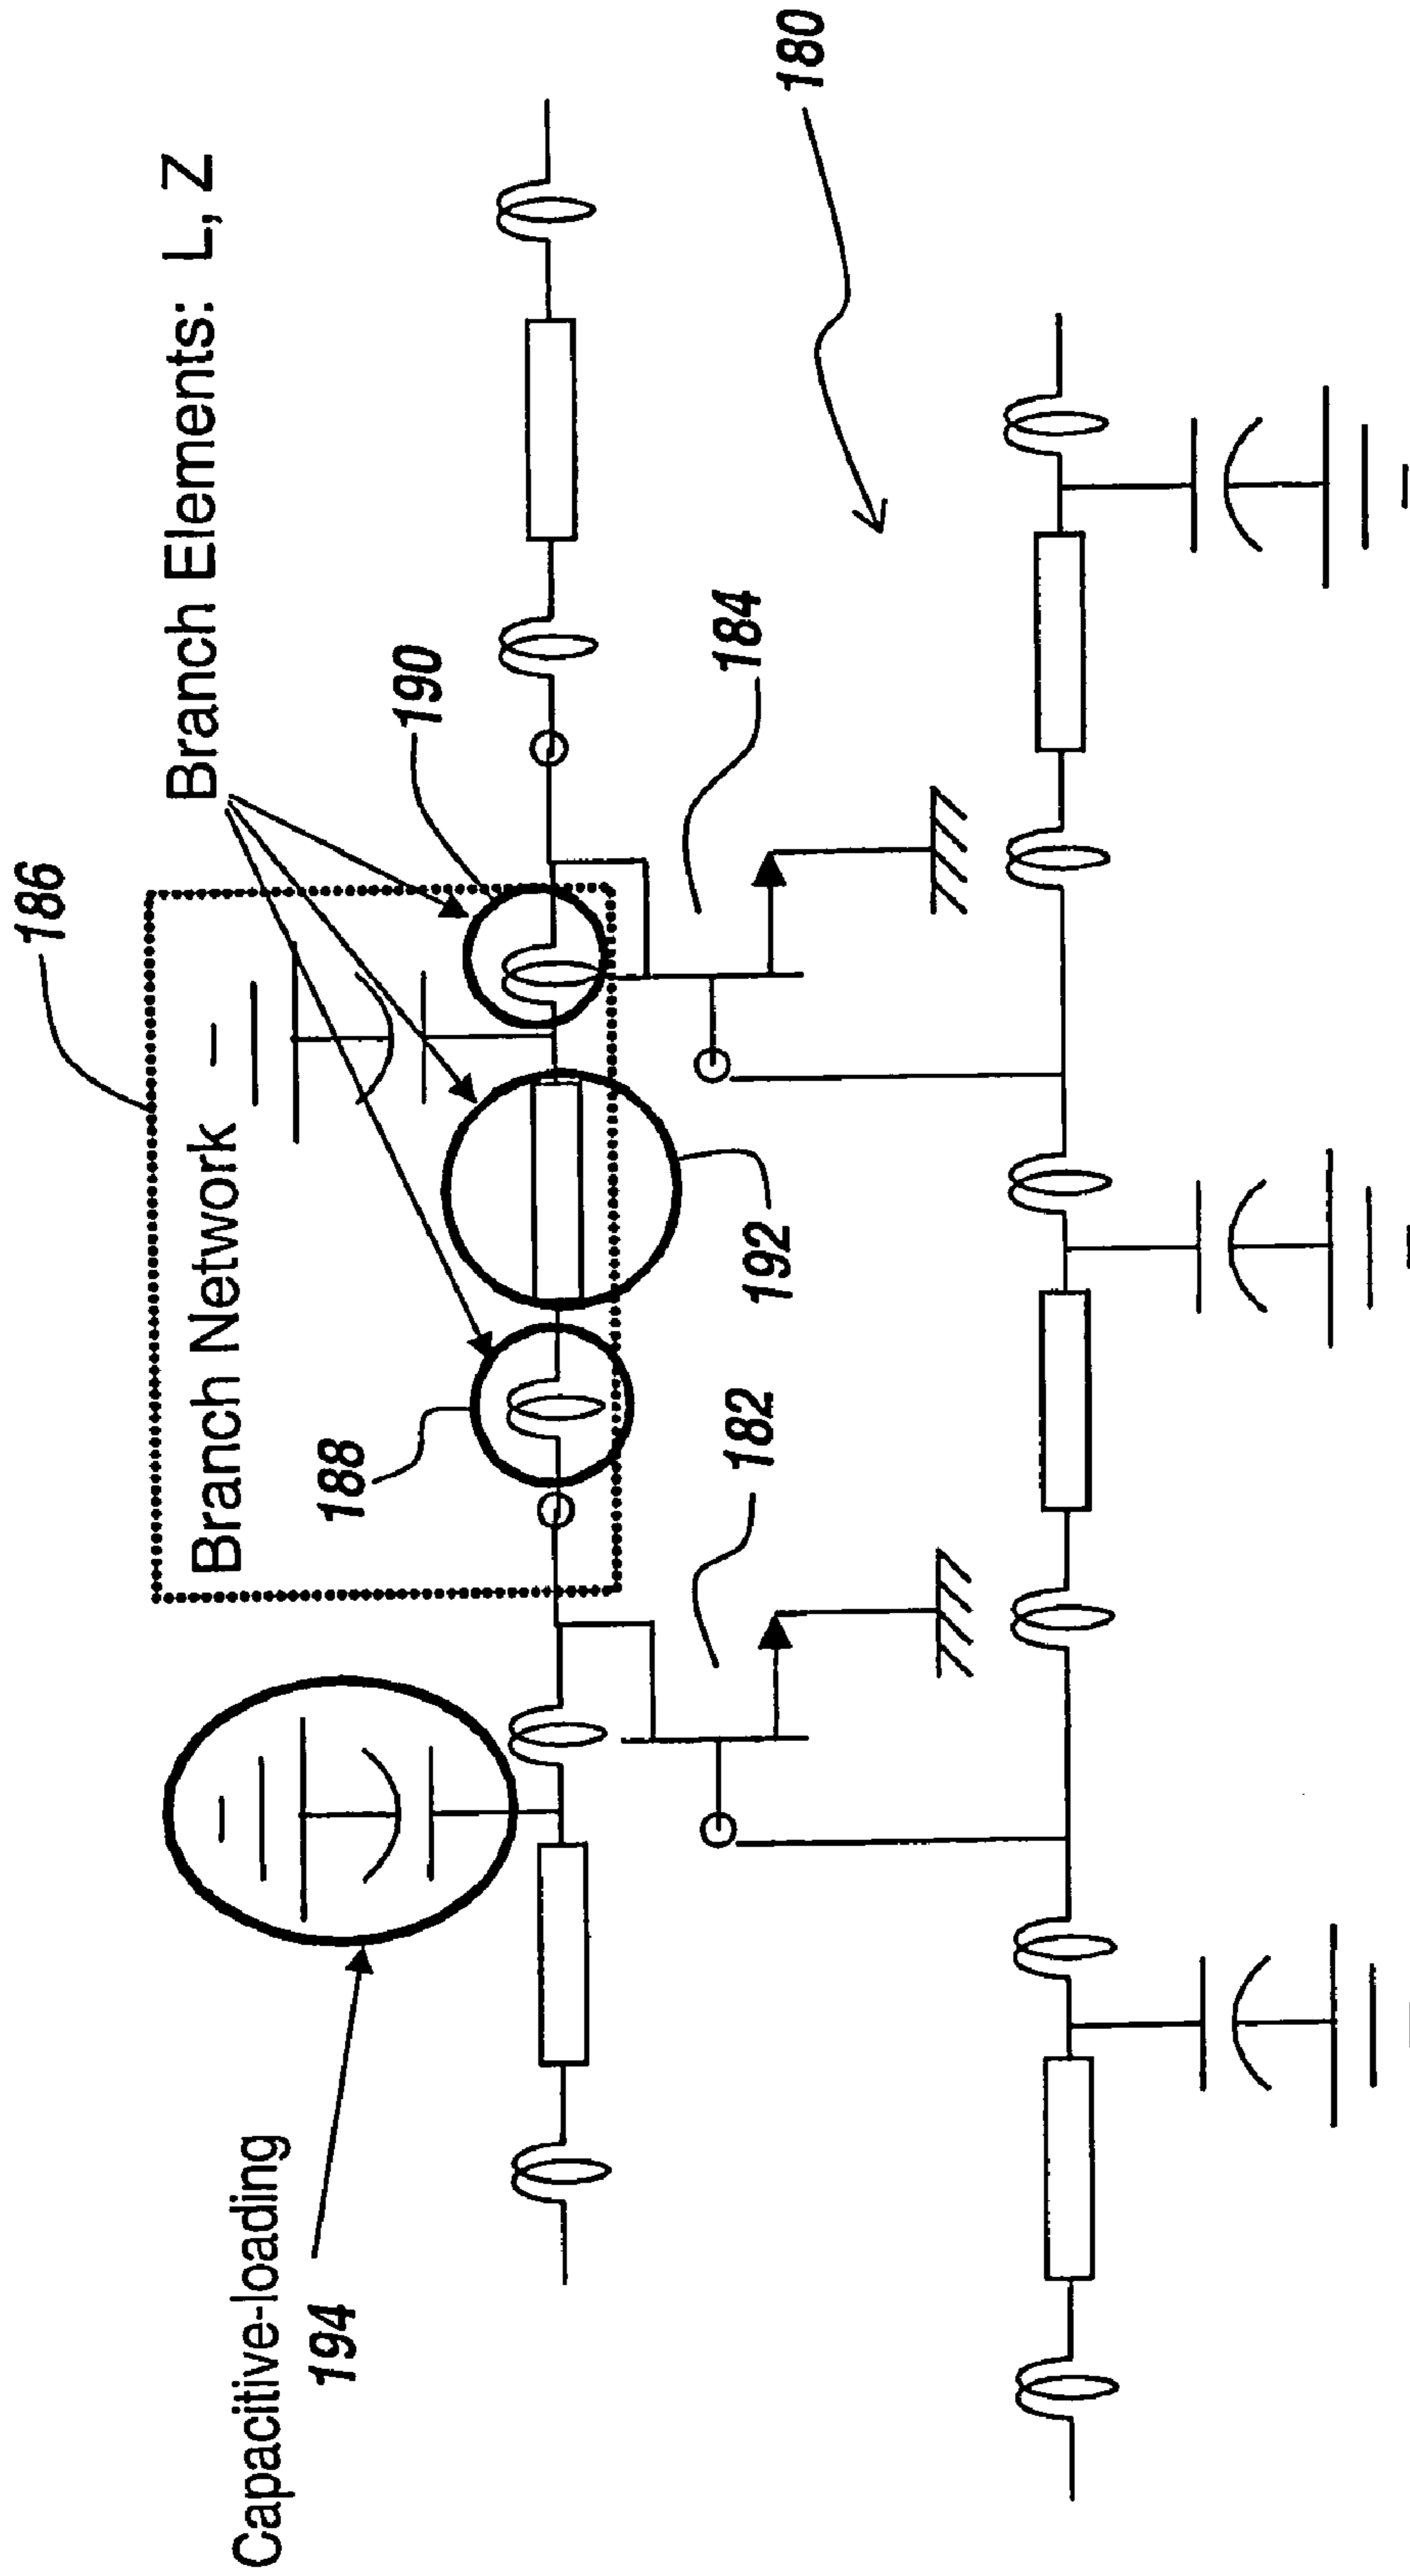 186
Branch Elements: L, Z
Branch Network
190
188
Capacitive-loading
194
192
184
182
180